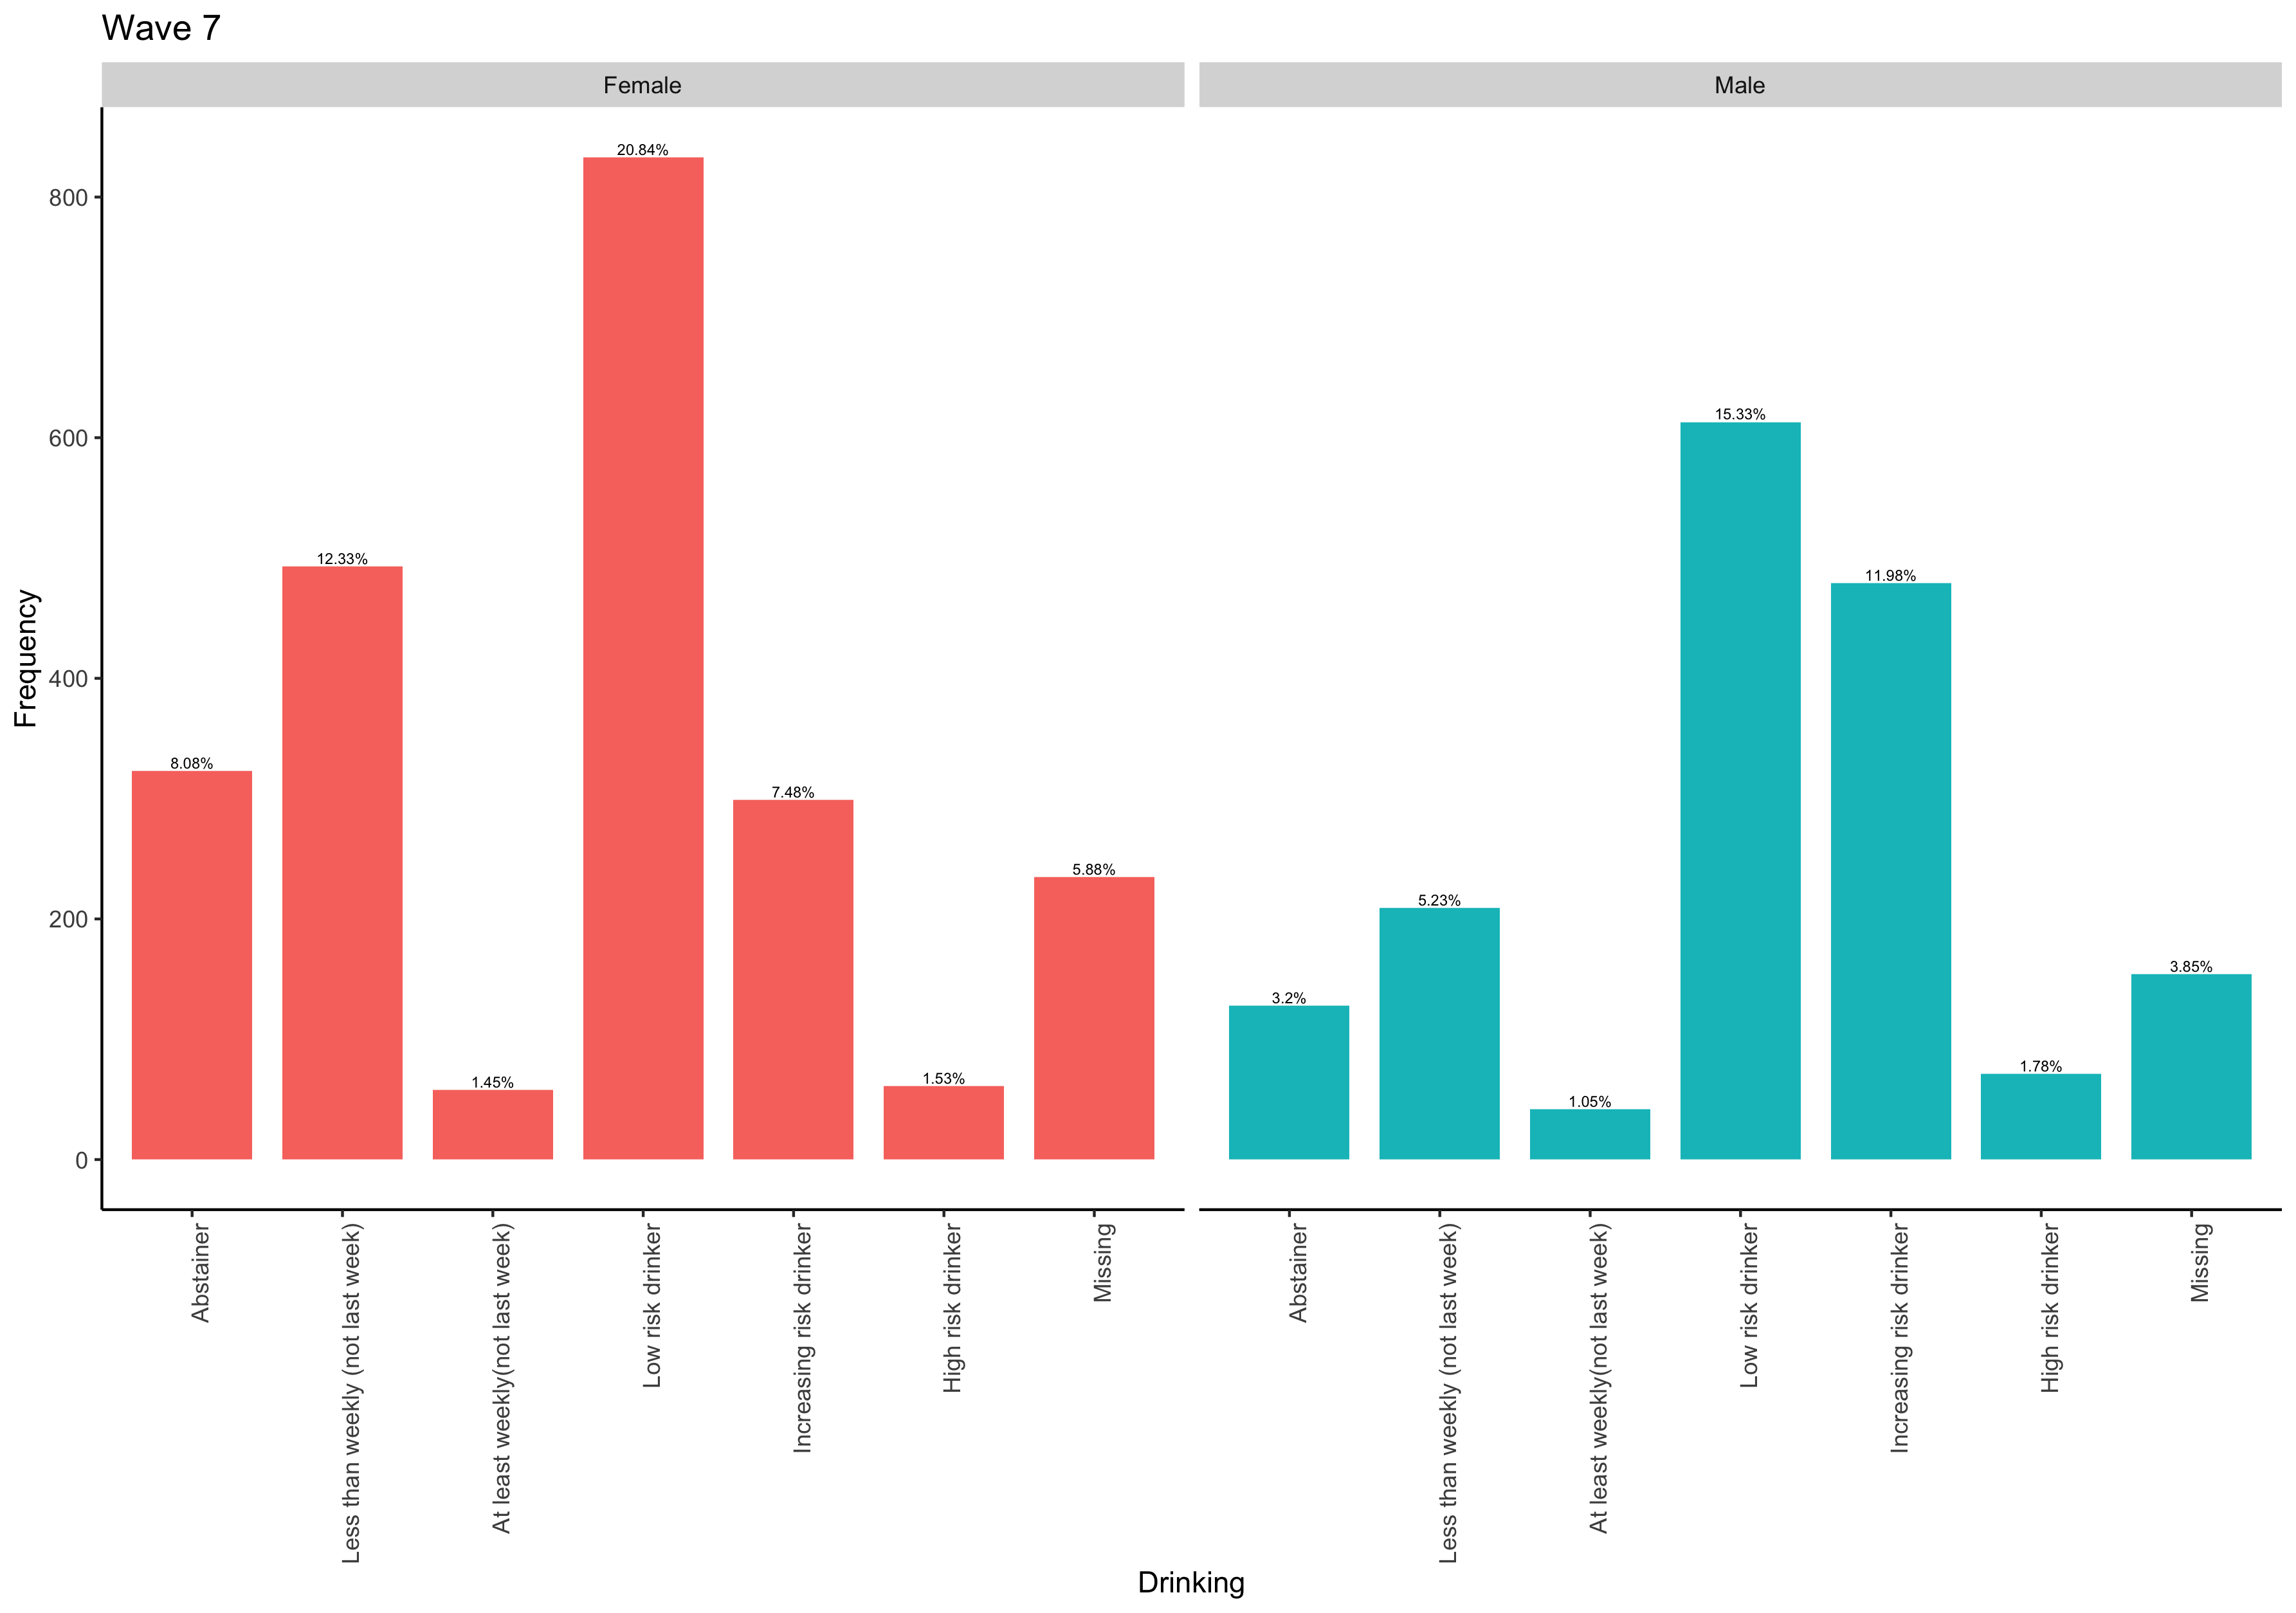 Wave 7
Female
Male
Frequency
800
600
400
200
0
8.08%
12.33%
1.45%
20.84%
7.48%
1.53%
5.88%
3.2%
5.23%
1.05%
15.33%
11.98%
1.78%
3.85%
Abstainer
Less than weekly (not last week)
At least weekly(not last week)
Low risk drinker
Increasing risk drinker
High risk drinker
Missing
Abstainer
Less than weekly (not last week)
At least weekly(not last week)
Low risk drinker
Increasing risk drinker
High risk drinker
Missing
Drinking